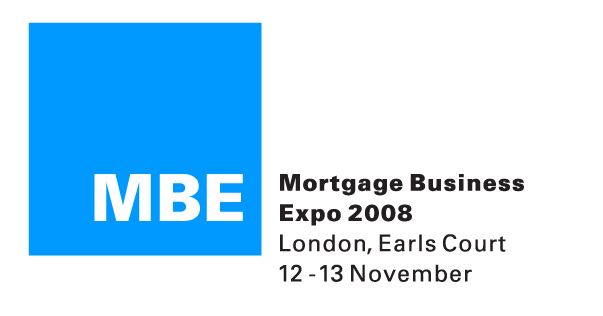 MBE
Mortgage Business
Expo 2008
London, Earls Court
12 - 13 November